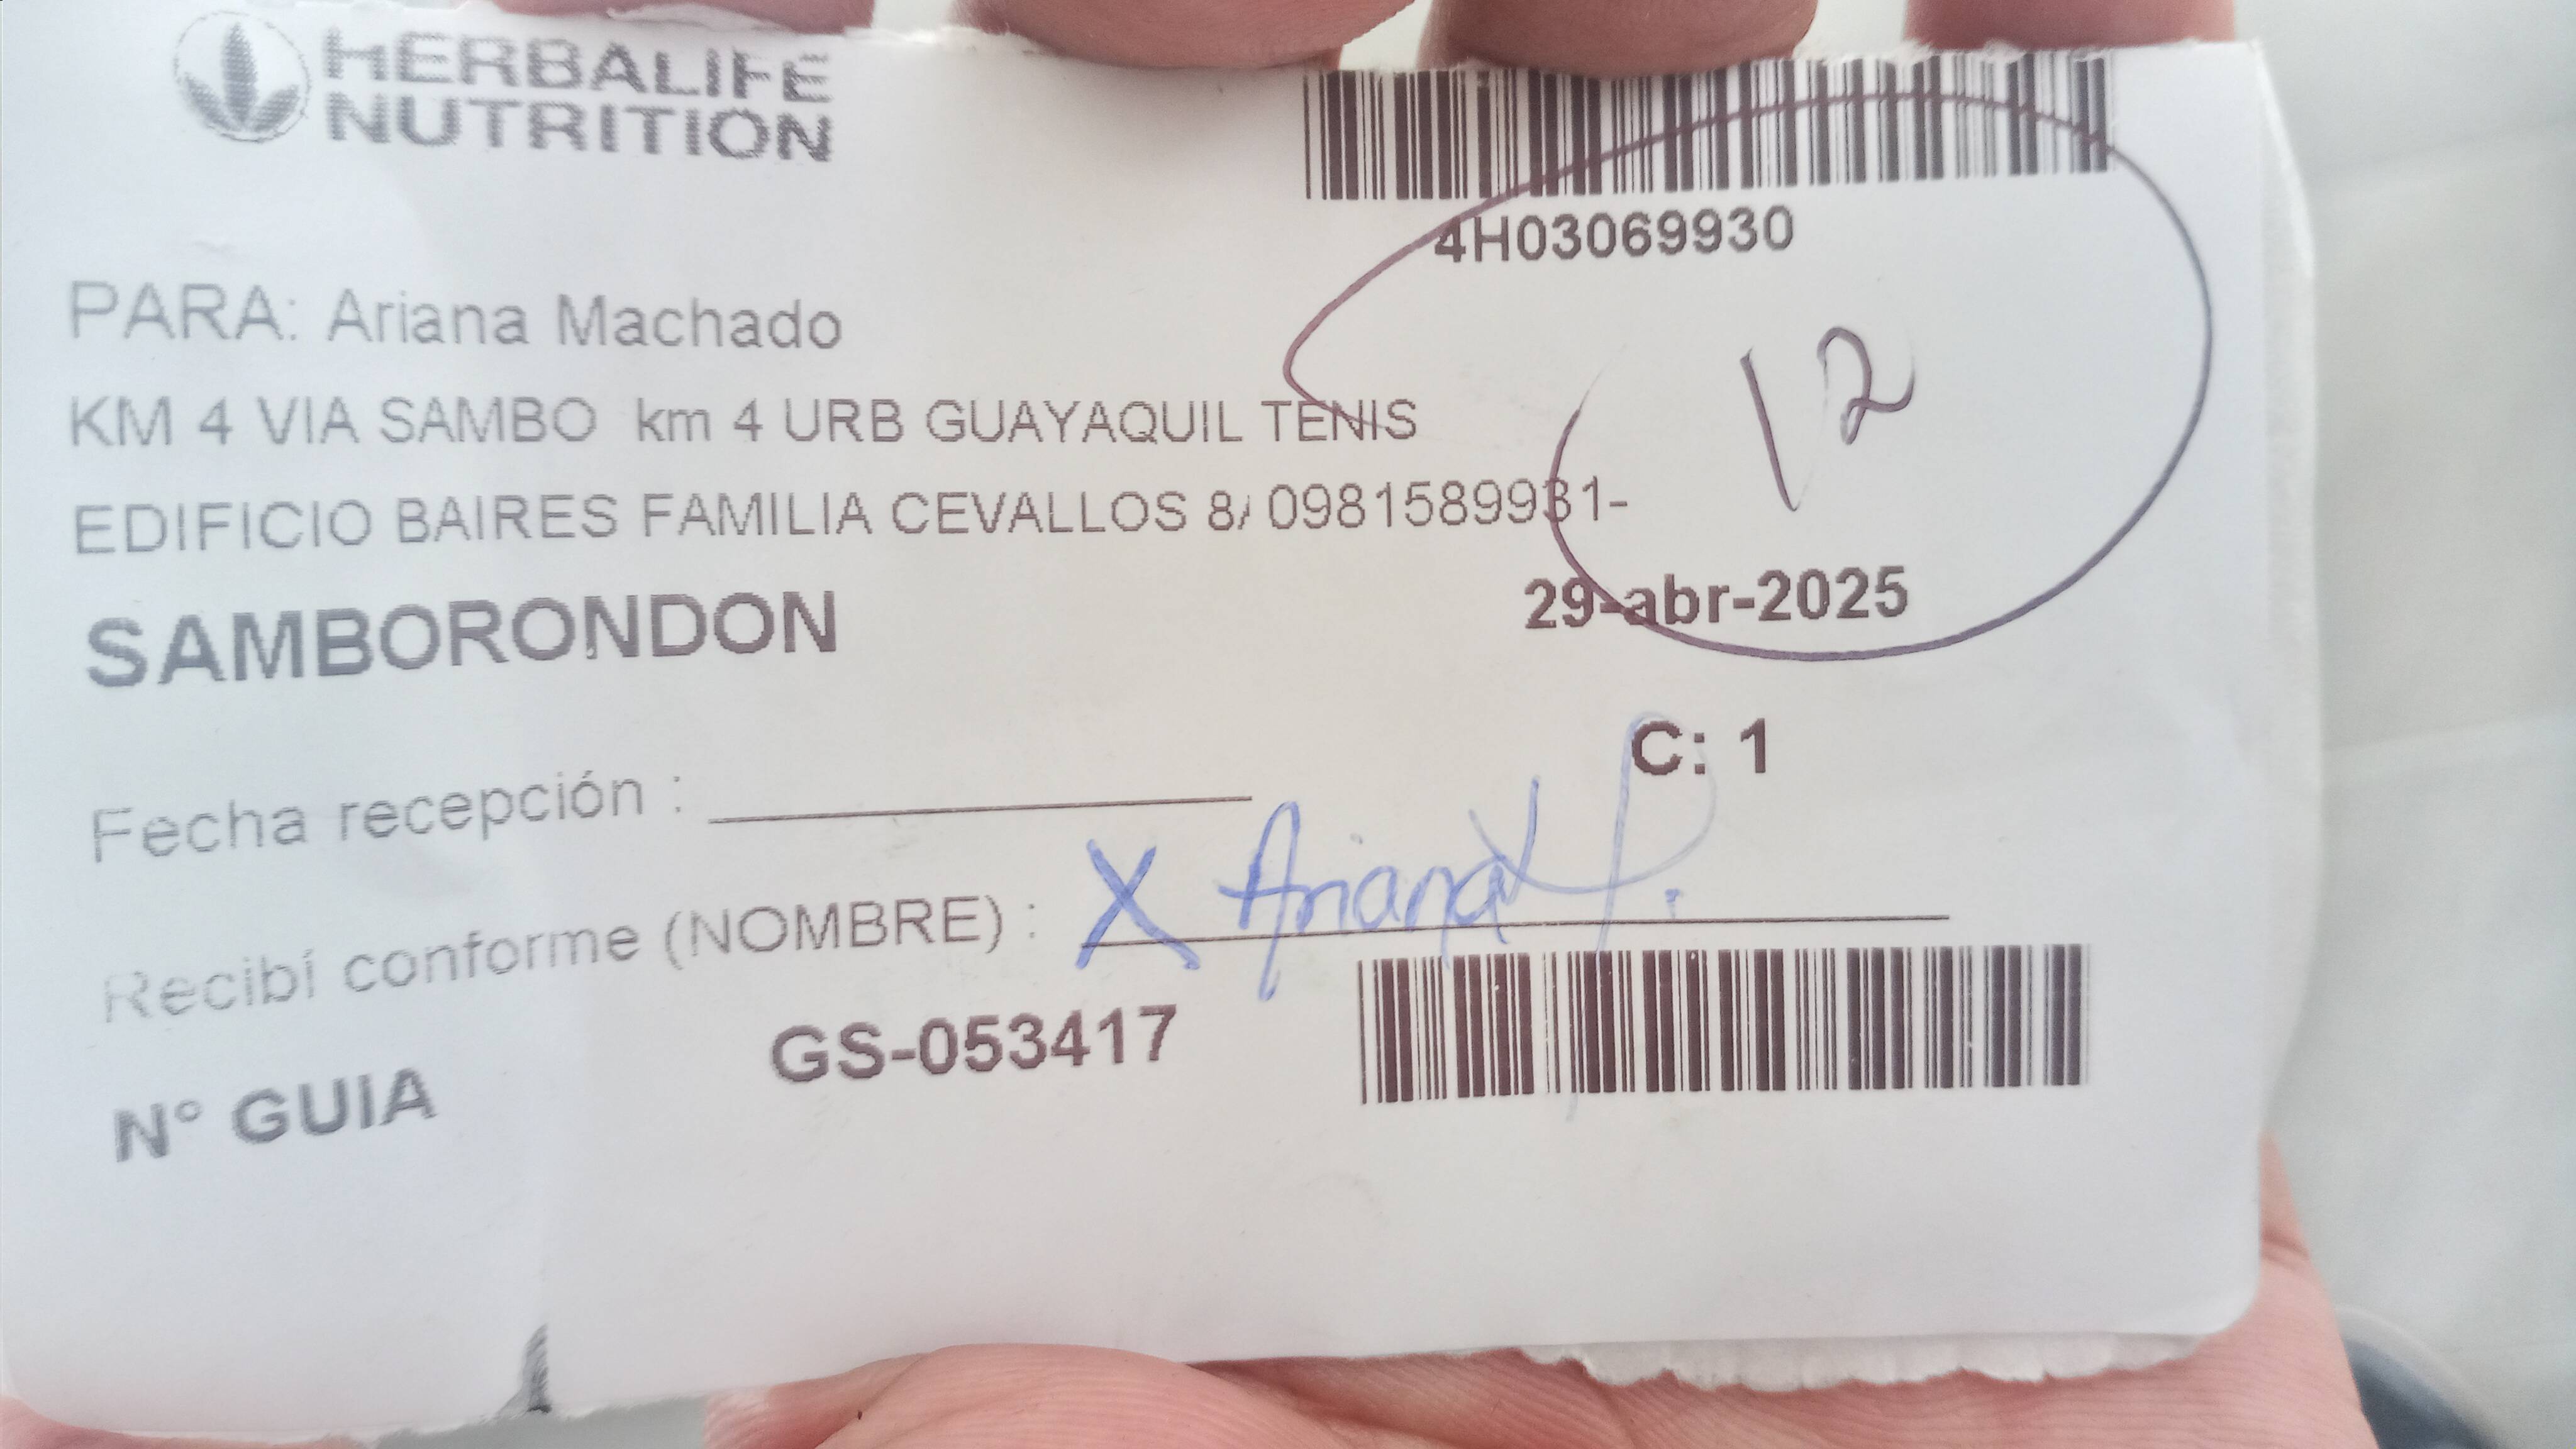 HERBALIFE
NUTRITION
4H03069930
12
PARA: Ariana Machado
KM 4 VIA SAMBO km 4 URB GUAYAQUIL TENIS
EDIFICIO BAIRES FAMILIA CEVALLOS 8/ 0981589931-
29-abr-2025
SAMBORONDON
C: 1
Fecha recepción :
Recibí conforme (NOMBRE) : X Ariana
GS-053417
N° GUIA